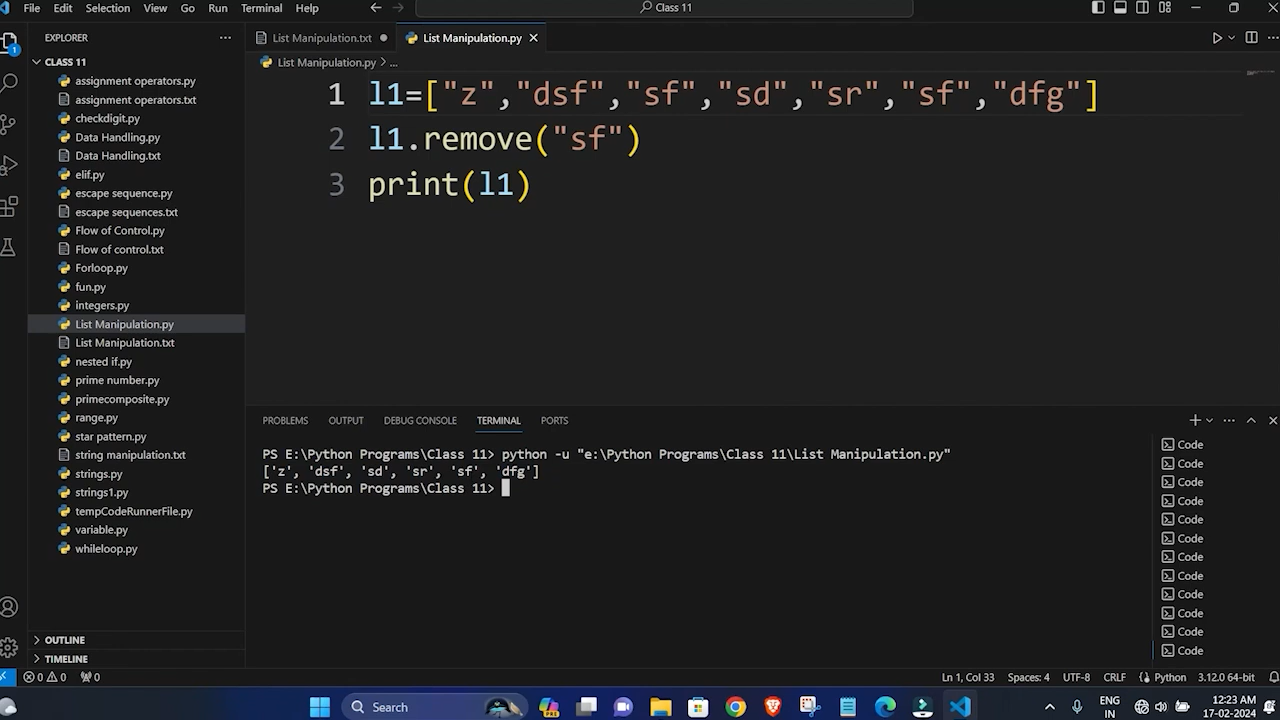 File Edit Selection View Go Run Terminal Help
Class 11
EXPLORER
List Manipulation.txt
List Manipulation.py
CLASS 11
List Manipulation.py > ...
assignment operators.py
assignment operators.txt
checkdigit.py
Data Handling.py
Data Handling.txt
elif.py
escape sequence.py
escape sequences.txt
Flow of Control.py
Flow of control.txt
Forloop.py
fun.py
integers.py
List Manipulation.py
List Manipulation.txt
nested if.py
prime number.py
primecomposite.py
range.py
star pattern.py
string manipulation.txt
strings.py
strings1.py
tempCodeRunnerFile.py
variable.py
whileloop.py
OUTLINE
TIMELINE
1 l1=["z","dsf","sf","sd","sr","sf","dfg"]
2 l1.remove("sf")
3 print(l1)
PROBLEMS OUTPUT DEBUG CONSOLE TERMINAL PORTS
PS E:\Python Programs\Class 11> python -u "e:\Python Programs\Class 11\List Manipulation.py"
['z', 'dsf', 'sd', 'sr', 'sf', 'dfg']
PS E:\Python Programs\Class 11>
Code
Code
Code
Code
Code
Code
Code
Code
Code
Code
Code
Code
1
0 0 0 Ln 1, Col 33 Spaces: 4 UTF-8 CRLF Python 3.12.0 64-bit
Search
PRE
ENG
IN
12:23 AM
17-02-2024